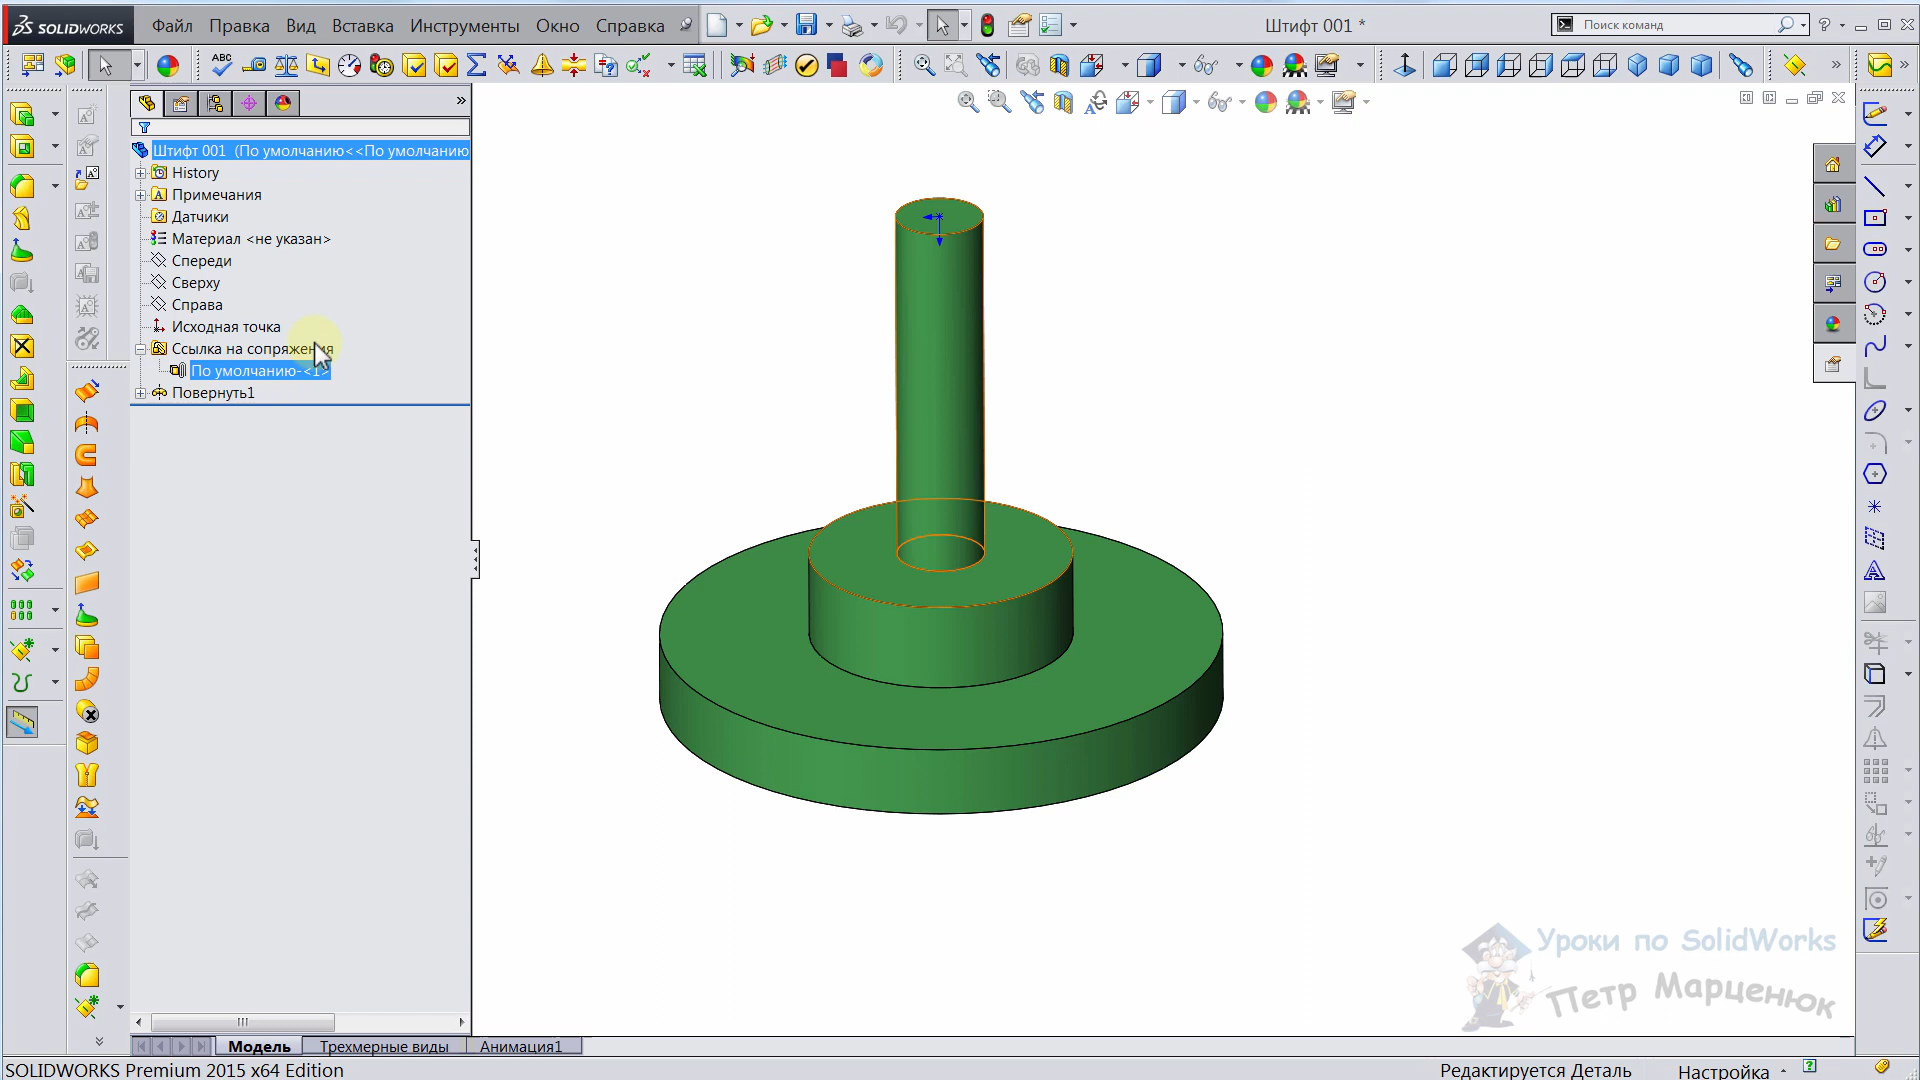 SOLIDWORKS Файл Правка Вид Вставка Инструменты Окно Справка Штифт 001 * Поиск команд
Штифт 001 (По умолчанию<<По умолчанию
History
Примечания
Датчики
Материал <не указан>
Спереди
Сверху
Справа
Исходная точка
Ссылка на сопряжения
По умолчанию-<1>
Повернуть1
Уроки по SolidWorks
Петр Марценюк
Модель Трехмерные виды Анимация1
SOLIDWORKS Premium 2015 x64 Edition Редактируется Деталь Настройка